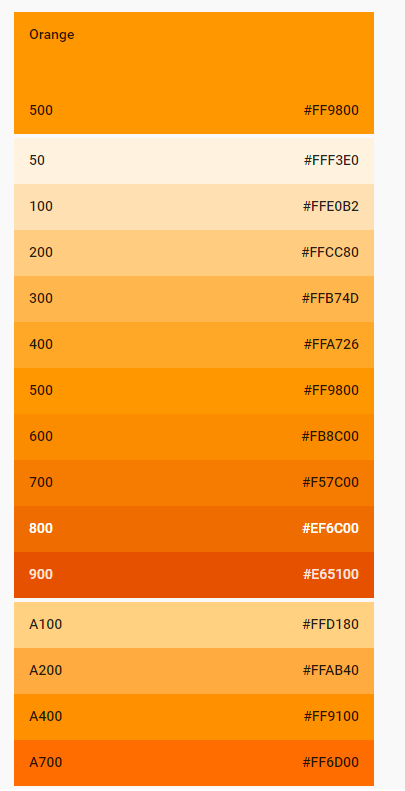 Orange
500 #FF9800
50 #FFF3E0
100 #FFE0B2
200 #FFCC80
300 #FFB74D
400 #FFA726
500 #FF9800
600 #FB8C00
700 #F57C00
800 #EF6C00
900 #E65100
A100 #FFD180
A200 #FFAB40
A400 #FF9100
A700 #FF6D00